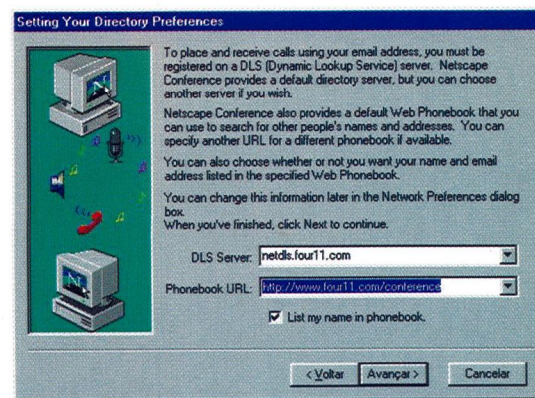 Setting Your Directory Preferences
To place and receive calls using your email address, you must be
registered on a DLS (Dynamic Lookup Service) server. Netscape
Conference provides a default directory server, but you can choose
another server if you wish.
Netscape Conference also provides a default Web Phonebook that you
can use to search for other people's names and addresses. You can
specify another URL for a different phonebook if available.
You can also choose whether or not you want your name and email
address listed in the specified Web Phonebook.
You can change this information later in the Network Preferences dialog
box.
When you've finished, click Next to continue.
DLS Server: netdls.four11.com
Phonebook URL: http://www.four11.com/conference
List my name in phonebook.
< Voltar Avançar > Cancelar